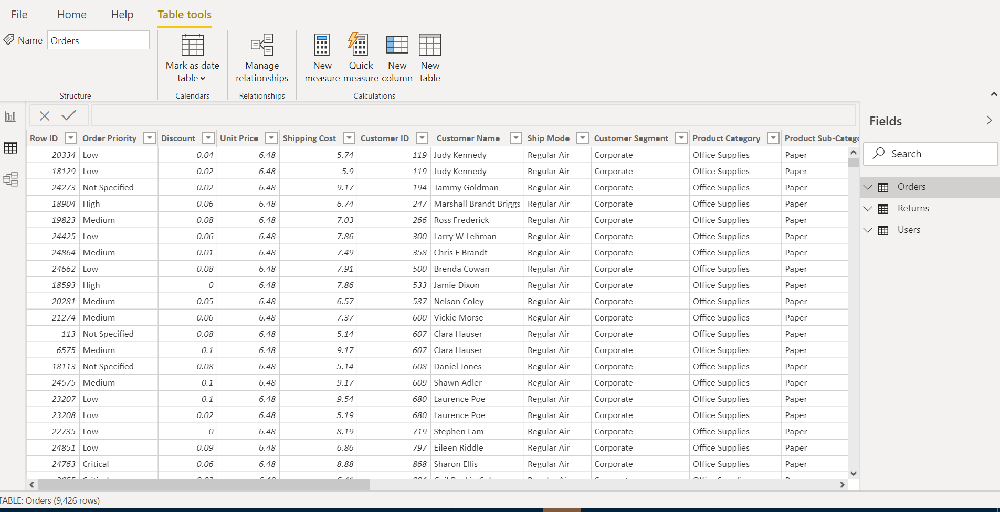 File Home Help Table tools
Name Orders
Mark as date table
Manage relationships
New measure
Quick measure
New column
New table
Structure Calendars Relationships Calculations
Fields
Search
Orders
Returns
Users
Row ID Order Priority Discount Unit Price Shipping Cost Customer ID Customer Name Ship Mode Customer Segment Product Category Product Sub-Catego
20334 Low 0.04 6.48 5.74 119 Judy Kennedy Regular Air Corporate Office Supplies Paper
18129 Low 0.02 6.48 5.9 119 Judy Kennedy Regular Air Corporate Office Supplies Paper
24273 Not Specified 0.02 6.48 9.17 194 Tammy Goldman Regular Air Corporate Office Supplies Paper
18904 High 0.06 6.48 6.74 247 Marshall Brandt Briggs Regular Air Corporate Office Supplies Paper
19823 Medium 0.08 6.48 7.03 266 Ross Frederick Regular Air Corporate Office Supplies Paper
24425 Low 0.06 6.48 7.86 300 Larry W Lehman Regular Air Corporate Office Supplies Paper
24864 Medium 0.01 6.48 7.49 358 Chris F Brandt Regular Air Corporate Office Supplies Paper
24662 Low 0.08 6.48 7.91 500 Brenda Cowan Regular Air Corporate Office Supplies Paper
18593 High 0 6.48 7.86 533 Jamie Dixon Regular Air Corporate Office Supplies Paper
20281 Medium 0.05 6.48 6.57 537 Nelson Coley Regular Air Corporate Office Supplies Paper
21274 Medium 0.06 6.48 7.37 600 Vickie Morse Regular Air Corporate Office Supplies Paper
113 Not Specified 0.08 6.48 5.14 607 Clara Hauser Regular Air Corporate Office Supplies Paper
6575 Medium 0.1 6.48 9.17 607 Clara Hauser Regular Air Corporate Office Supplies Paper
18113 Not Specified 0.08 6.48 5.14 608 Daniel Jones Regular Air Corporate Office Supplies Paper
24575 Medium 0.1 6.48 9.17 609 Shawn Adler Regular Air Corporate Office Supplies Paper
23207 Low 0.1 6.48 9.54 680 Laurence Poe Regular Air Corporate Office Supplies Paper
23208 Low 0.02 6.48 5.19 680 Laurence Poe Regular Air Corporate Office Supplies Paper
22735 Low 0 6.48 8.19 719 Stephen Lam Regular Air Corporate Office Supplies Paper
24851 Low 0.09 6.48 6.86 797 Eileen Riddle Regular Air Corporate Office Supplies Paper
24763 Critical 0.06 6.48 8.88 868 Sharon Ellis Regular Air Corporate Office Supplies Paper
TABLE: Orders (9,426 rows)